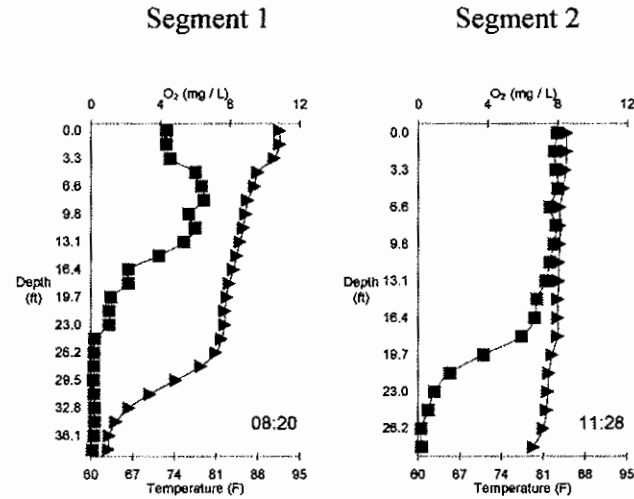 Segment 1
Segment 2
O₂ (mg / L)
0 4 8 12
0.0
3.3
6.6
9.8
13.1
16.4
19.7
23.0
26.2
29.5
32.8
36.1
Depth
(ft)
08:20
60 67 74 81 88 95
Temperature (F)
O₂ (mg / L)
0 4 8 12
0.0
3.3
6.6
9.8
13.1
16.4
19.7
23.0
26.2
Depth
(ft)
11:28
60 67 74 81 88 95
Temperature (F)